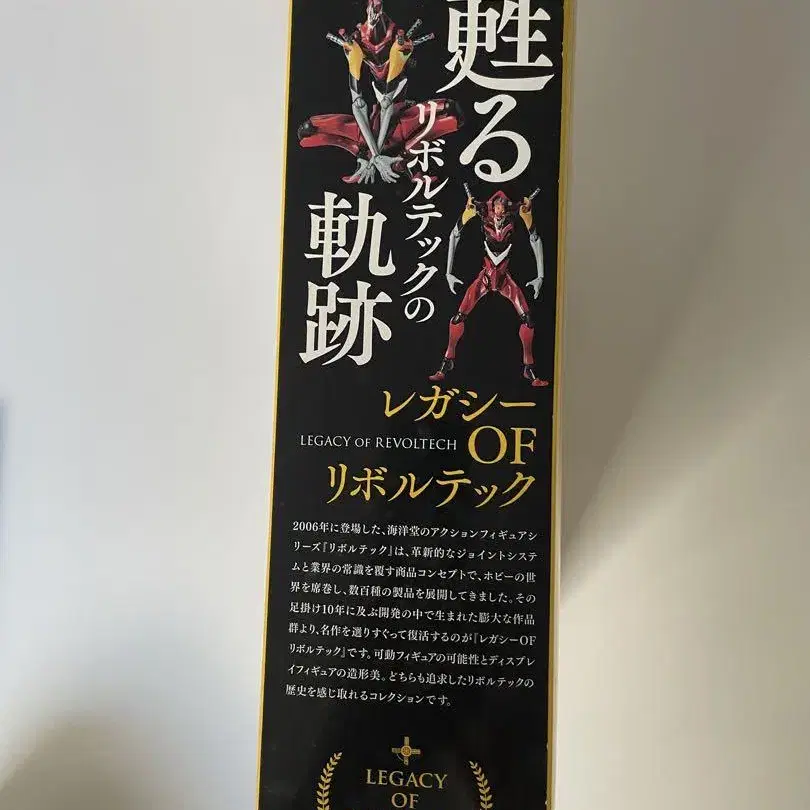 甦る
リボルテックの
軌跡
レガシー
LEGACY OF REVOLTECH OF
リボルテック
2006年に登場した、海洋堂のアクションフィギュアシ
リーズ『リボルテック』は、革新的なジョイントシステ
ムと業界の常識を覆す商品コンセプトで、ホビーの世
界を席巻し、数百種の製品を展開してきました。その
足掛け10年に及ぶ開発の中で生まれた膨大な作品
群より、名作を選りすぐって復活するのが『レガシーOF
リボルテック』です。可動フィギュアの可能性とディスプレ
イフィギュアの造形美。どちらも追求したリボルテックの
歴史を感じ取れるコレクションです。
LEGACY
OF